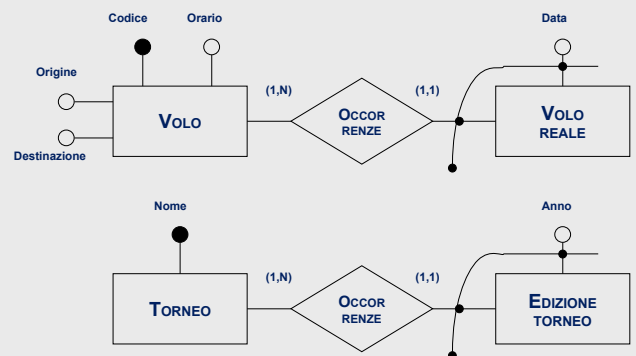 Codice Orario Data
Origine
(1,N) (1,1)
VOLO OCCOR VOLO
RENZE REALE
Destinazione
Nome Anno
(1,N) (1,1)
TORNEO OCCOR EDIZIONE
RENZE TORNEO